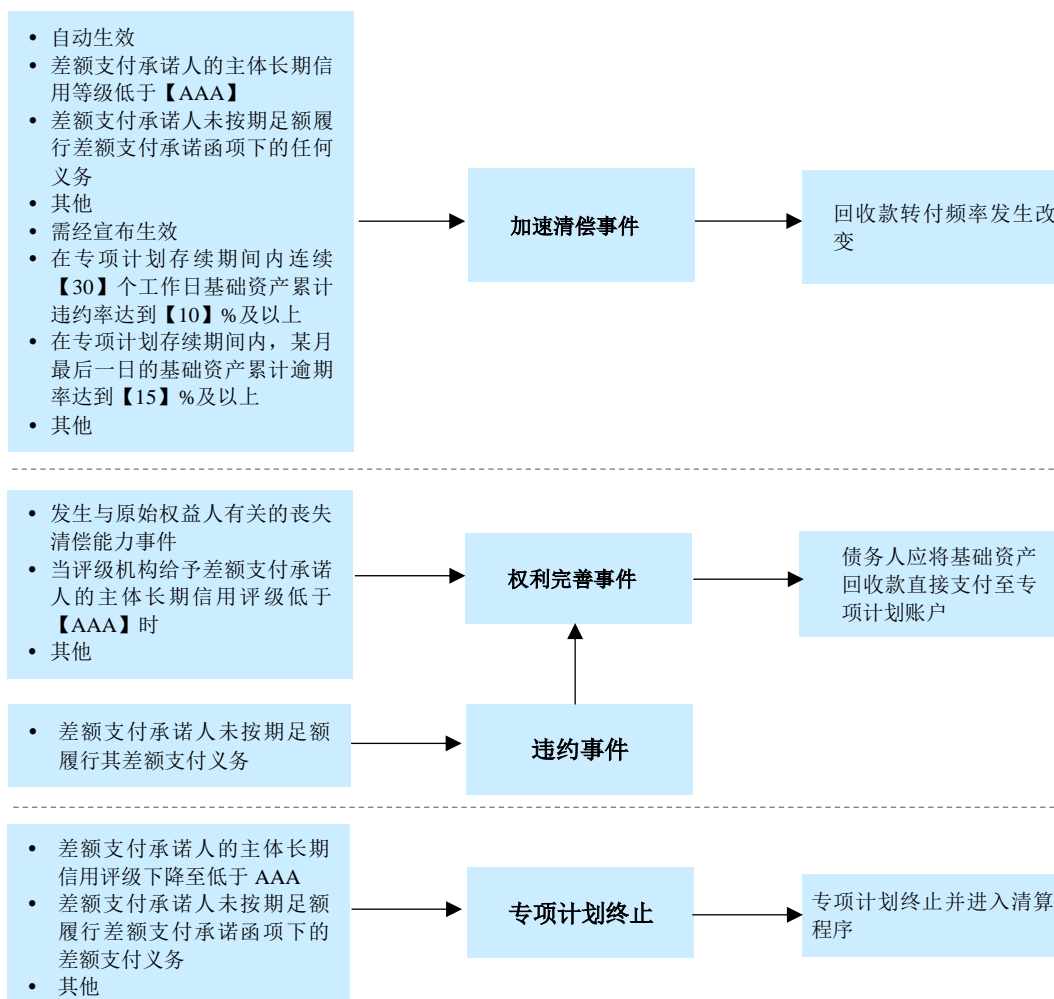 • 自动生效
• 差额支付承诺人的主体长期信
用等级低于【AAA】
• 差额支付承诺人未按期足额履
行差额支付承诺函项下的任何
义务
• 其他
• 需经宣布生效
• 在专项计划存续期间内连续
【30】个工作日基础资产累计
违约率达到【10】%及以上
• 在专项计划存续期间内，某月
最后一日的基础资产累计逾期
率达到【15】%及以上
• 其他
加速清偿事件
回收款转付频率发生改
变
• 发生与原始权益人有关的丧失
清偿能力事件
• 当评级机构给予差额支付承诺
人的主体长期信用评级低于
【AAA】时
• 其他
权利完善事件
债务人应将基础资产
回收款直接支付至专
项计划账户
• 差额支付承诺人未按期足额
履行其差额支付义务
违约事件
• 差额支付承诺人的主体长期
信用评级下降至低于 AAA
• 差额支付承诺人未按期足额
履行差额支付承诺函项下的
差额支付义务
• 其他
专项计划终止
专项计划终止并进入清算
程序